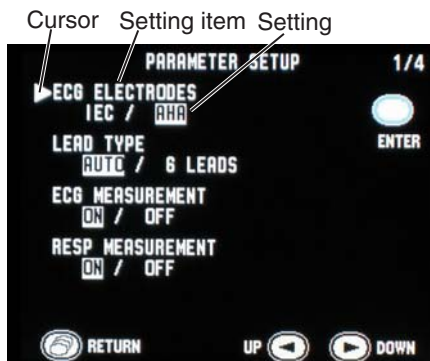 Cursor Setting item Setting
PARAMETER SETUP 1/4
ECG ELECTRODES
IEC / AHA
ENTER
LEAD TYPE
AUTO / 6 LEADS
ECG MEASUREMENT
ON / OFF
RESP MEASUREMENT
ON / OFF
RETURN UP DOWN